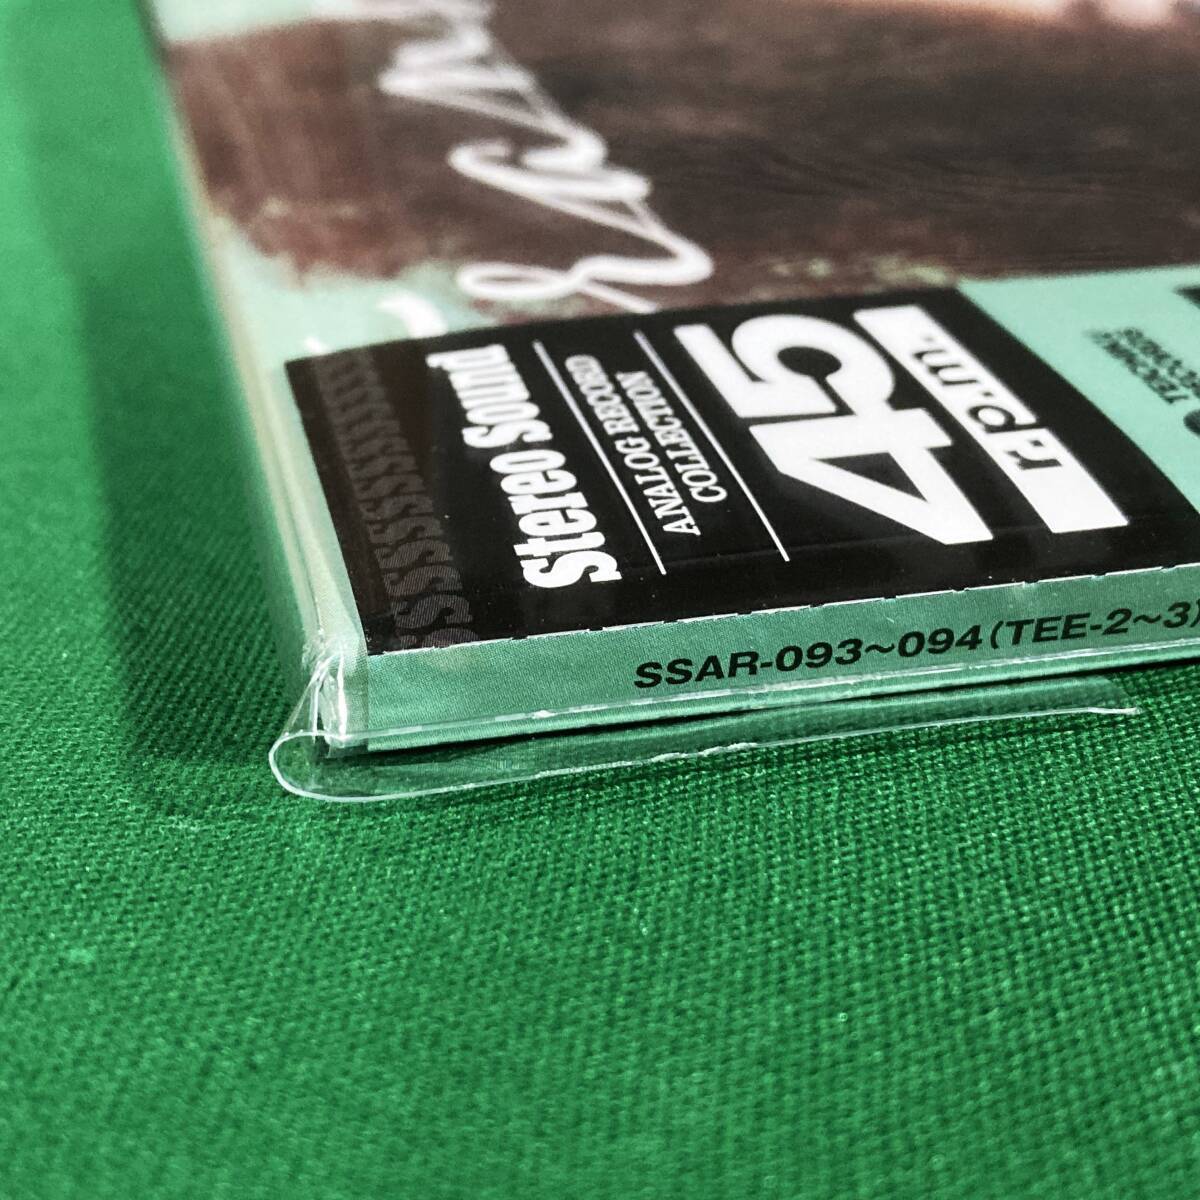 Stereo Sound
ANALOG RECORD
COLLECTION
45
r.p.m.
SSAR-093~094(TEE-2~3